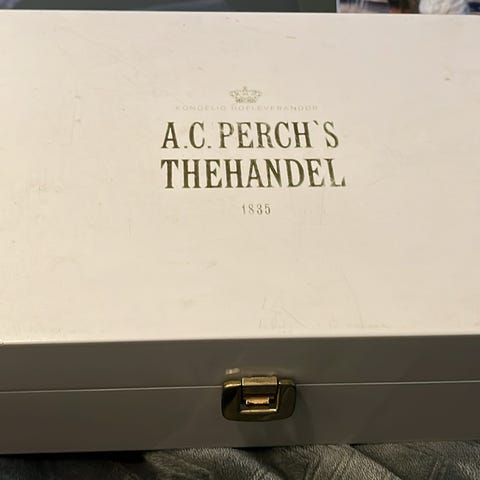 KONGELIG HOFLEVERANDØR
A.C. PERCH`S
THEHANDEL
1835